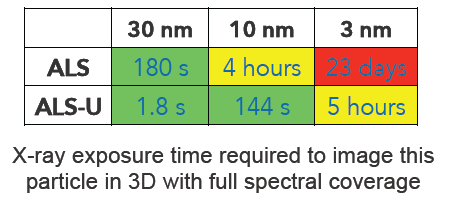 30 nm 10 nm 3 nm
ALS 180 s 4 hours 23 days
ALS-U 1.8 s 144 s 5 hours
X-ray exposure time required to image this
particle in 3D with full spectral coverage